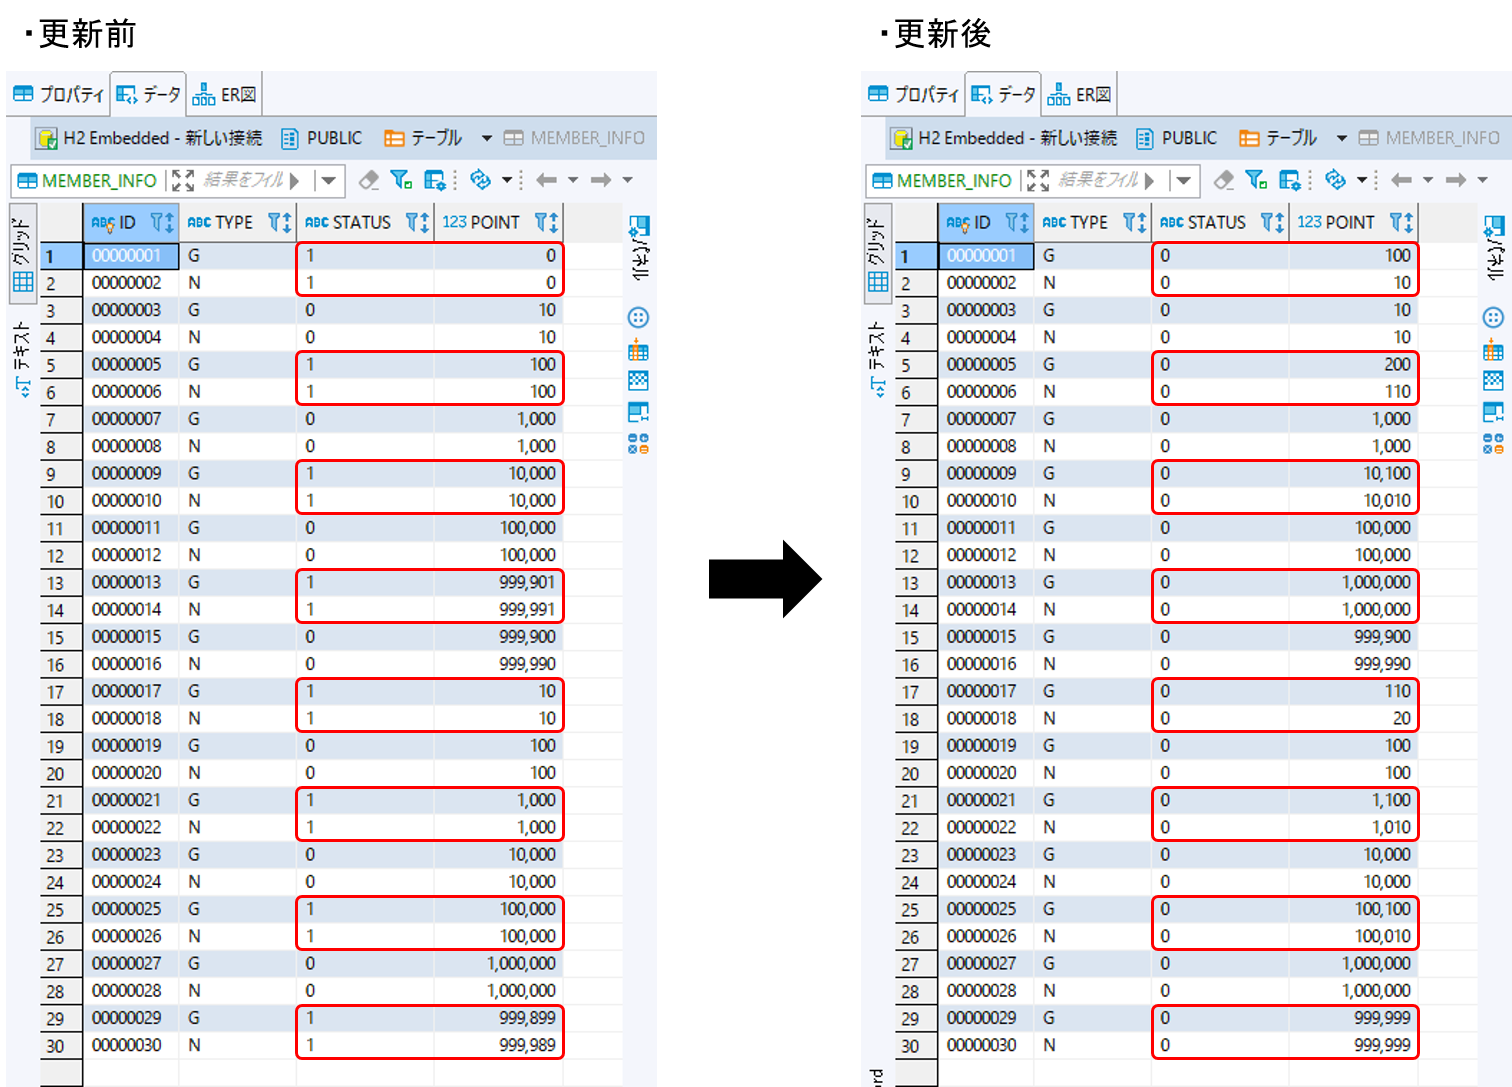 ・更新前
プロパティ データ ER図
H2 Embedded - 新しい接続 PUBLIC テーブル MEMBER_INFO
MEMBER_INFO 結果をフィル
グリッド
テキスト
ABC ID ABC TYPE ABC STATUS 123 POINT
1 00000001 G 1 0
2 00000002 N 1 0
3 00000003 G 0 10
4 00000004 N 0 10
5 00000005 G 1 100
6 00000006 N 1 100
7 00000007 G 0 1,000
8 00000008 N 0 1,000
9 00000009 G 1 10,000
10 00000010 N 1 10,000
11 00000011 G 0 100,000
12 00000012 N 0 100,000
13 00000013 G 1 999,901
14 00000014 N 1 999,991
15 00000015 G 0 999,900
16 00000016 N 0 999,990
17 00000017 G 1 10
18 00000018 N 1 10
19 00000019 G 0 100
20 00000020 N 0 100
21 00000021 G 1 1,000
22 00000022 N 1 1,000
23 00000023 G 0 10,000
24 00000024 N 0 10,000
25 00000025 G 1 100,000
26 00000026 N 1 100,000
27 00000027 G 0 1,000,000
28 00000028 N 0 1,000,000
29 00000029 G 1 999,899
30 00000030 N 1 999,989
・更新後
プロパティ データ ER図
H2 Embedded - 新しい接続 PUBLIC テーブル MEMBER_INFO
MEMBER_INFO 結果をフィル
グリッド
テキスト
ABC ID ABC TYPE ABC STATUS 123 POINT
1 00000001 G 0 100
2 00000002 N 0 10
3 00000003 G 0 10
4 00000004 N 0 10
5 00000005 G 0 200
6 00000006 N 0 110
7 00000007 G 0 1,000
8 00000008 N 0 1,000
9 00000009 G 0 10,100
10 00000010 N 0 10,010
11 00000011 G 0 100,000
12 00000012 N 0 100,000
13 00000013 G 0 1,000,000
14 00000014 N 0 1,000,000
15 00000015 G 0 999,900
16 00000016 N 0 999,990
17 00000017 G 0 110
18 00000018 N 0 20
19 00000019 G 0 100
20 00000020 N 0 100
21 00000021 G 0 1,100
22 00000022 N 0 1,010
23 00000023 G 0 10,000
24 00000024 N 0 10,000
25 00000025 G 0 100,100
26 00000026 N 0 100,010
27 00000027 G 0 1,000,000
28 00000028 N 0 1,000,000
29 00000029 G 0 999,999
30 00000030 N 0 999,999